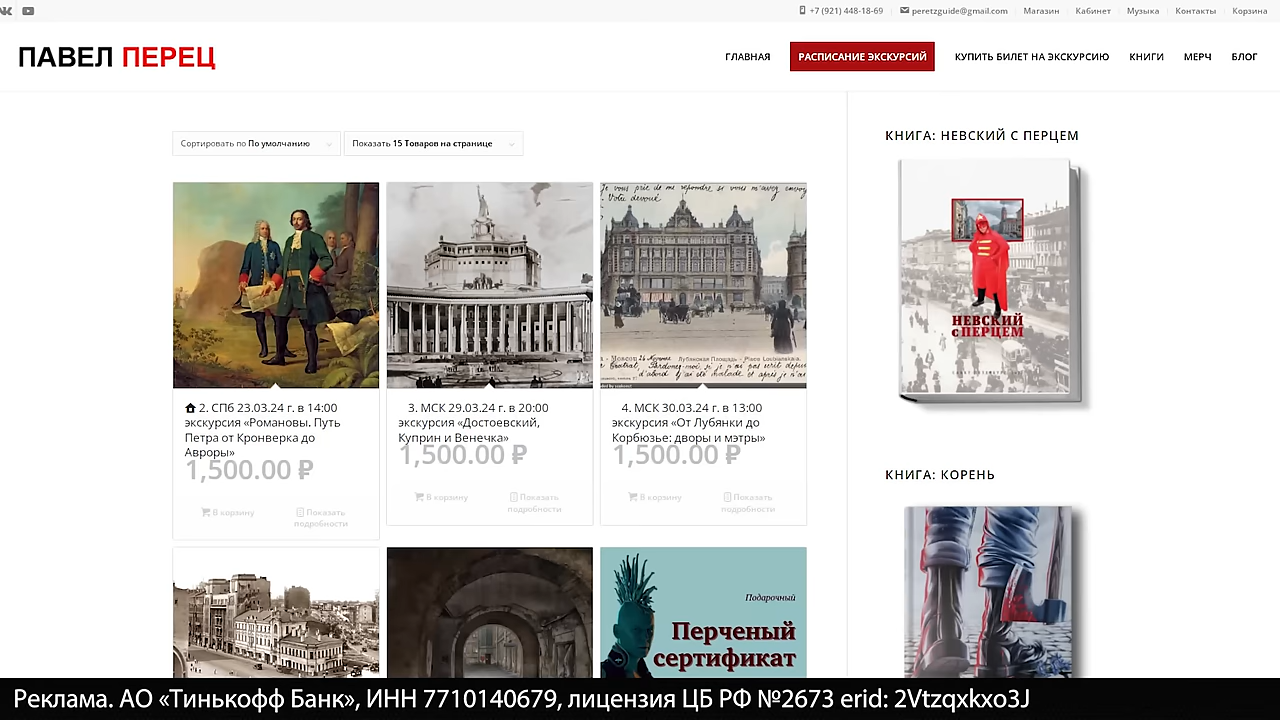 +7 (921) 448-18-69 peretzguide@gmail.com Магазин Кабинет Музыка Контакты Корзина
ПАВЕЛ ПЕРЕЦ
ГЛАВНАЯ РАСПИСАНИЕ ЭКСКУРСИЙ КУПИТЬ БИЛЕТ НА ЭКСКУРСИЮ КНИГИ МЕРЧ БЛОГ
Сортировать по По умолчанию
Показать 15 Товаров на странице
2. СПб 23.03.24 г. в 14:00
экскурсия «Романовы. Путь
Петра от Кронверка до
Авроры»
1,500.00 ₽
В корзину
Показать
подробности
3. МСК 29.03.24 г. в 20:00
экскурсия «Достоевский,
Куприн и Венечка»
1,500.00 ₽
В корзину
Показать
подробности
4. МСК 30.03.24 г. в 13:00
экскурсия «От Лубянки до
Корбюзье: дворы и мэтры»
1,500.00 ₽
В корзину
Показать
подробности
Подарочный
Перченый
сертификат
КНИГА: НЕВСКИЙ С ПЕРЦЕМ
НЕВСКИЙ
с ПЕРЦЕМ
КНИГА: КОРЕНЬ
Реклама. АО «Тинькофф Банк», ИНН 7710140679, лицензия ЦБ РФ №2673 erid: 2Vtzqxkxo3J